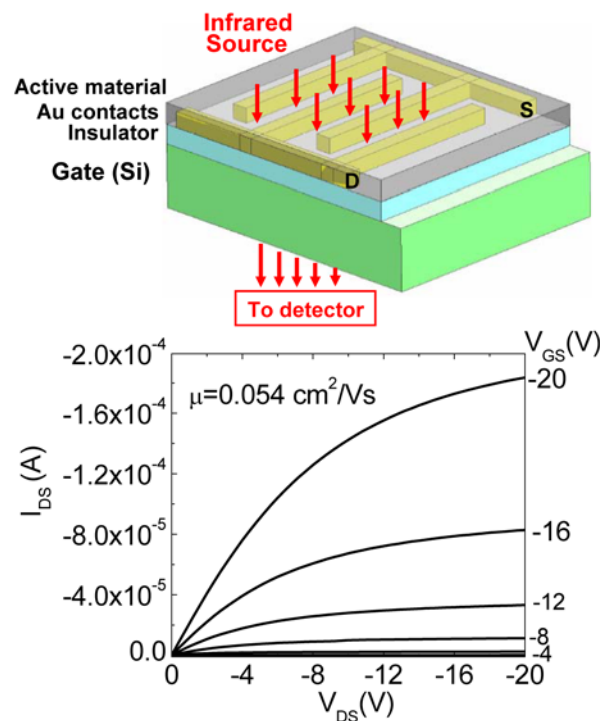 Infrared
Source
Active material
Au contacts
Insulator
Gate (Si)
S
D
To detector
V_GS(V)
μ=0.054 cm²/Vs
-2.0x10⁻⁴
-1.6x10⁻⁴
-1.2x10⁻⁴
-8.0x10⁻⁵
-4.0x10⁻⁵
0.0
I_DS (A)
-20
-16
-12
-8
-4
0 -4 -8 -12 -16 -20
V_DS(V)